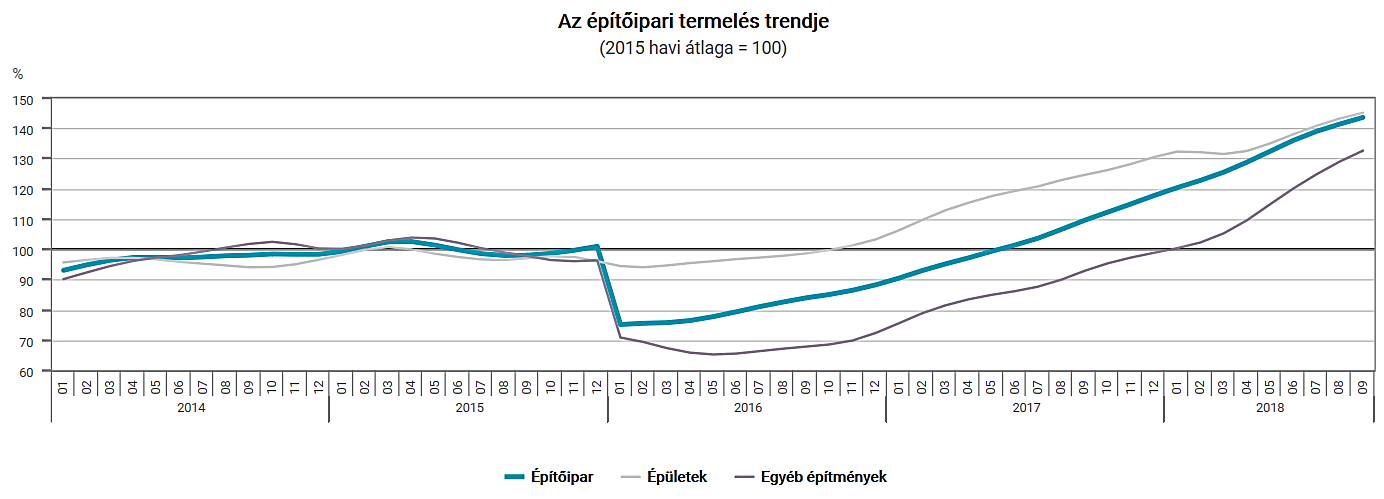 Az építőipari termelés trendje
(2015 havi átlaga = 100)
%
150
140
130
120
110
100
90
80
70
60
01 02 03 04 05 06 07 08 09 10 11 12 01 02 03 04 05 06 07 08 09 10 11 12 01 02 03 04 05 06 07 08 09 10 11 12 01 02 03 04 05 06 07 08 09 10 11 12 01 02 03 04 05 06 07 08 09
2014 2015 2016 2017 2018
Építőipar Épületek Egyéb építmények